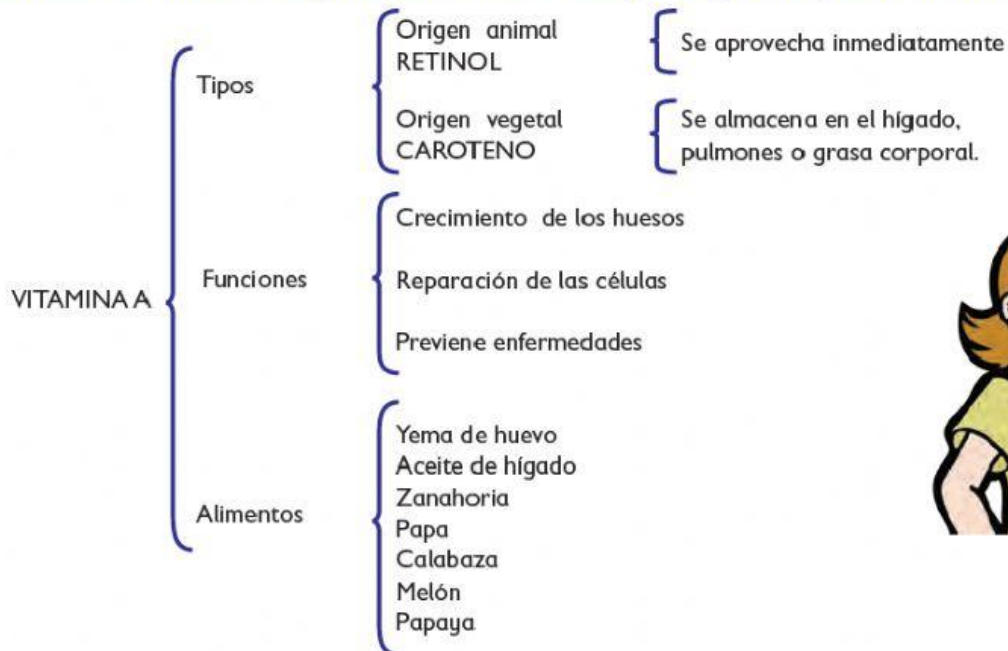 Origen animal
RETINOL
Se aprovecha inmediatamente
Tipos
Origen vegetal
CAROTENO
Se almacena en el hígado,
pulmones o grasa corporal.
VITAMINA A
Funciones
Crecimiento de los huesos
Reparación de las células
Previene enfermedades
Alimentos
Yema de huevo
Aceite de hígado
Zanahoria
Papa
Calabaza
Melón
Papaya